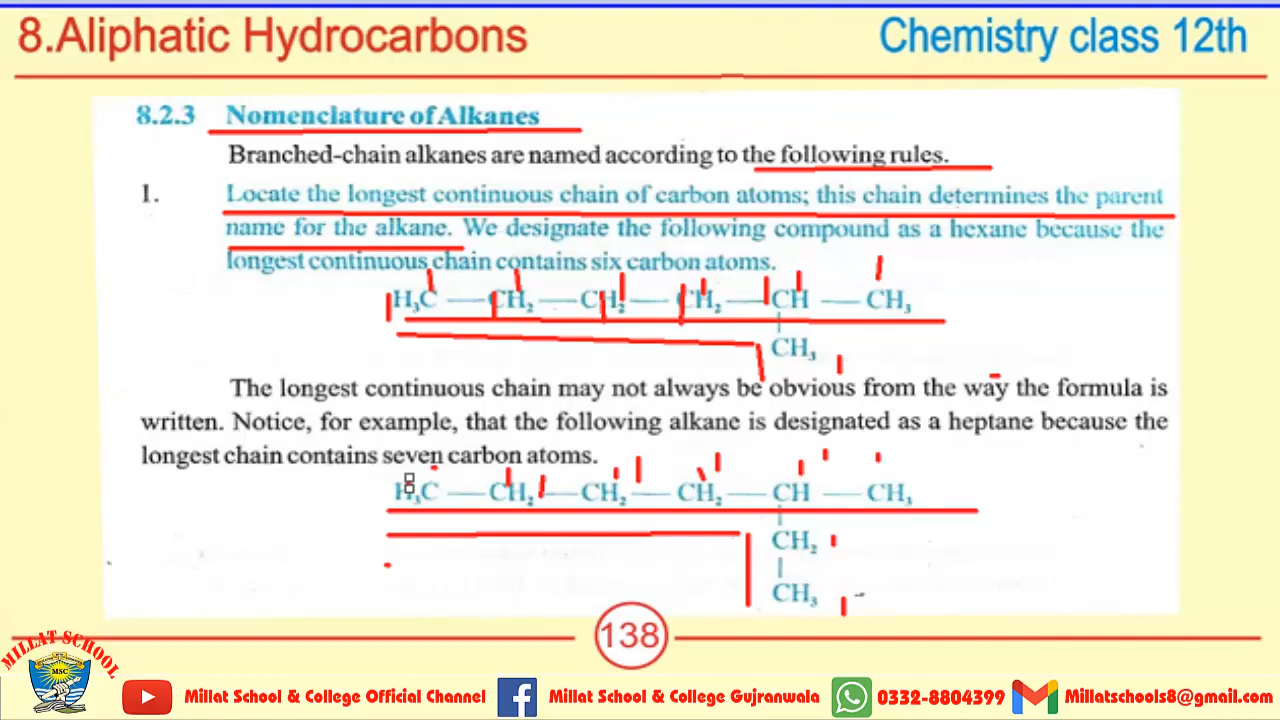 8.Aliphatic Hydrocarbons
Chemistry class 12th
8.2.3 Nomenclature of Alkanes
Branched-chain alkanes are named according to the following rules.
1. Locate the longest continuous chain of carbon atoms; this chain determines the parent
name for the alkane. We designate the following compound as a hexane because the
longest continuous chain contains six carbon atoms.
H₃C — CH₂ — CH₂ — CH₂ — CH — CH₃
|
CH₃
The longest continuous chain may not always be obvious from the way the formula is
written. Notice, for example, that the following alkane is designated as a heptane because the
longest chain contains seven carbon atoms.
H₃C — CH₂ — CH₂ — CH₂ — CH — CH₃
|
CH₂
|
CH₃
138
MILLAT SCHOOL
MSC
Millat School & College Official Channel
Millat School & College Gujranwala
0332-8804399
Millatschools8@gmail.com